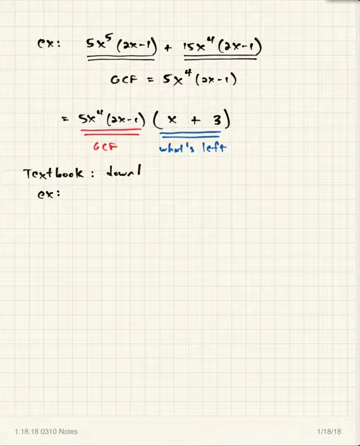 ex: 5x⁵(2x-1) + 15x⁴(2x-1)
GCF = 5x⁴(2x-1)
= 5x⁴(2x-1) (x + 3)
GCF what's left
Textbook: downl
ex:
1.18.18 0310 Notes 1/18/18